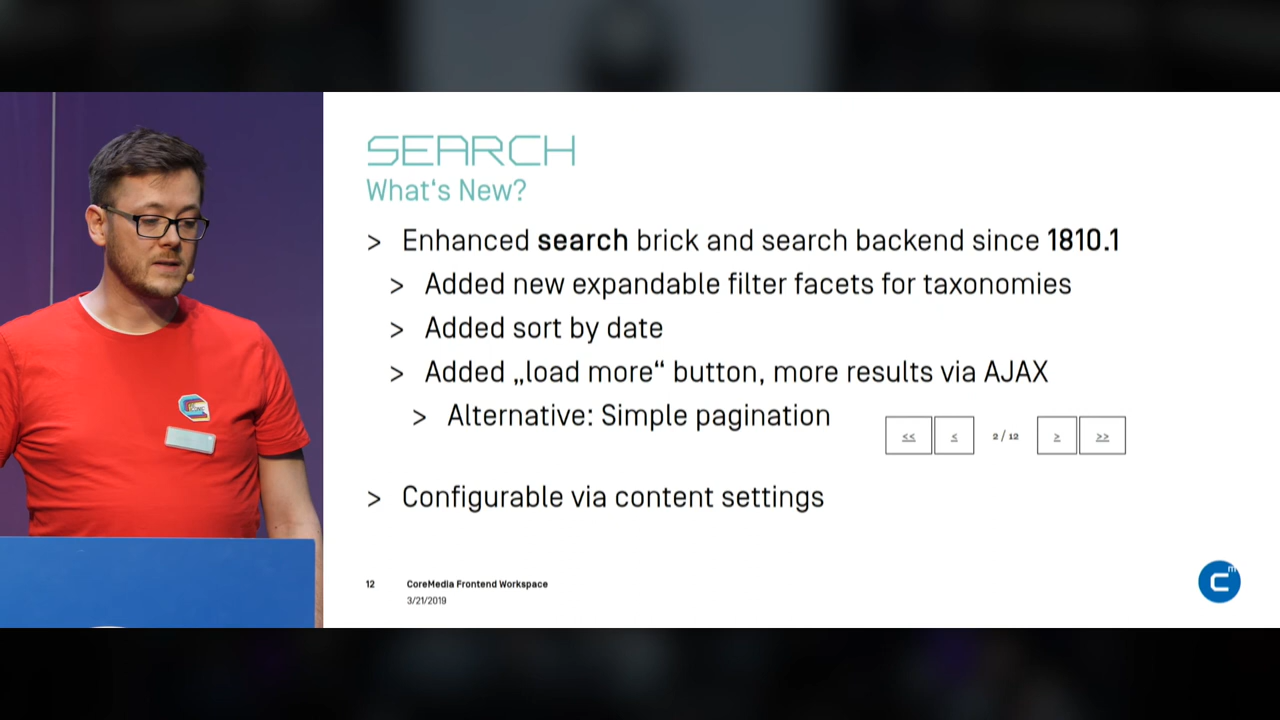 SEARCH
What‘s New?
> Enhanced search brick and search backend since 1810.1
> Added new expandable filter facets for taxonomies
> Added sort by date
> Added „load more“ button, more results via AJAX
> Alternative: Simple pagination
<< < 2 / 12 > >>
> Configurable via content settings
12 CoreMedia Frontend Workspace
3/21/2019
C m